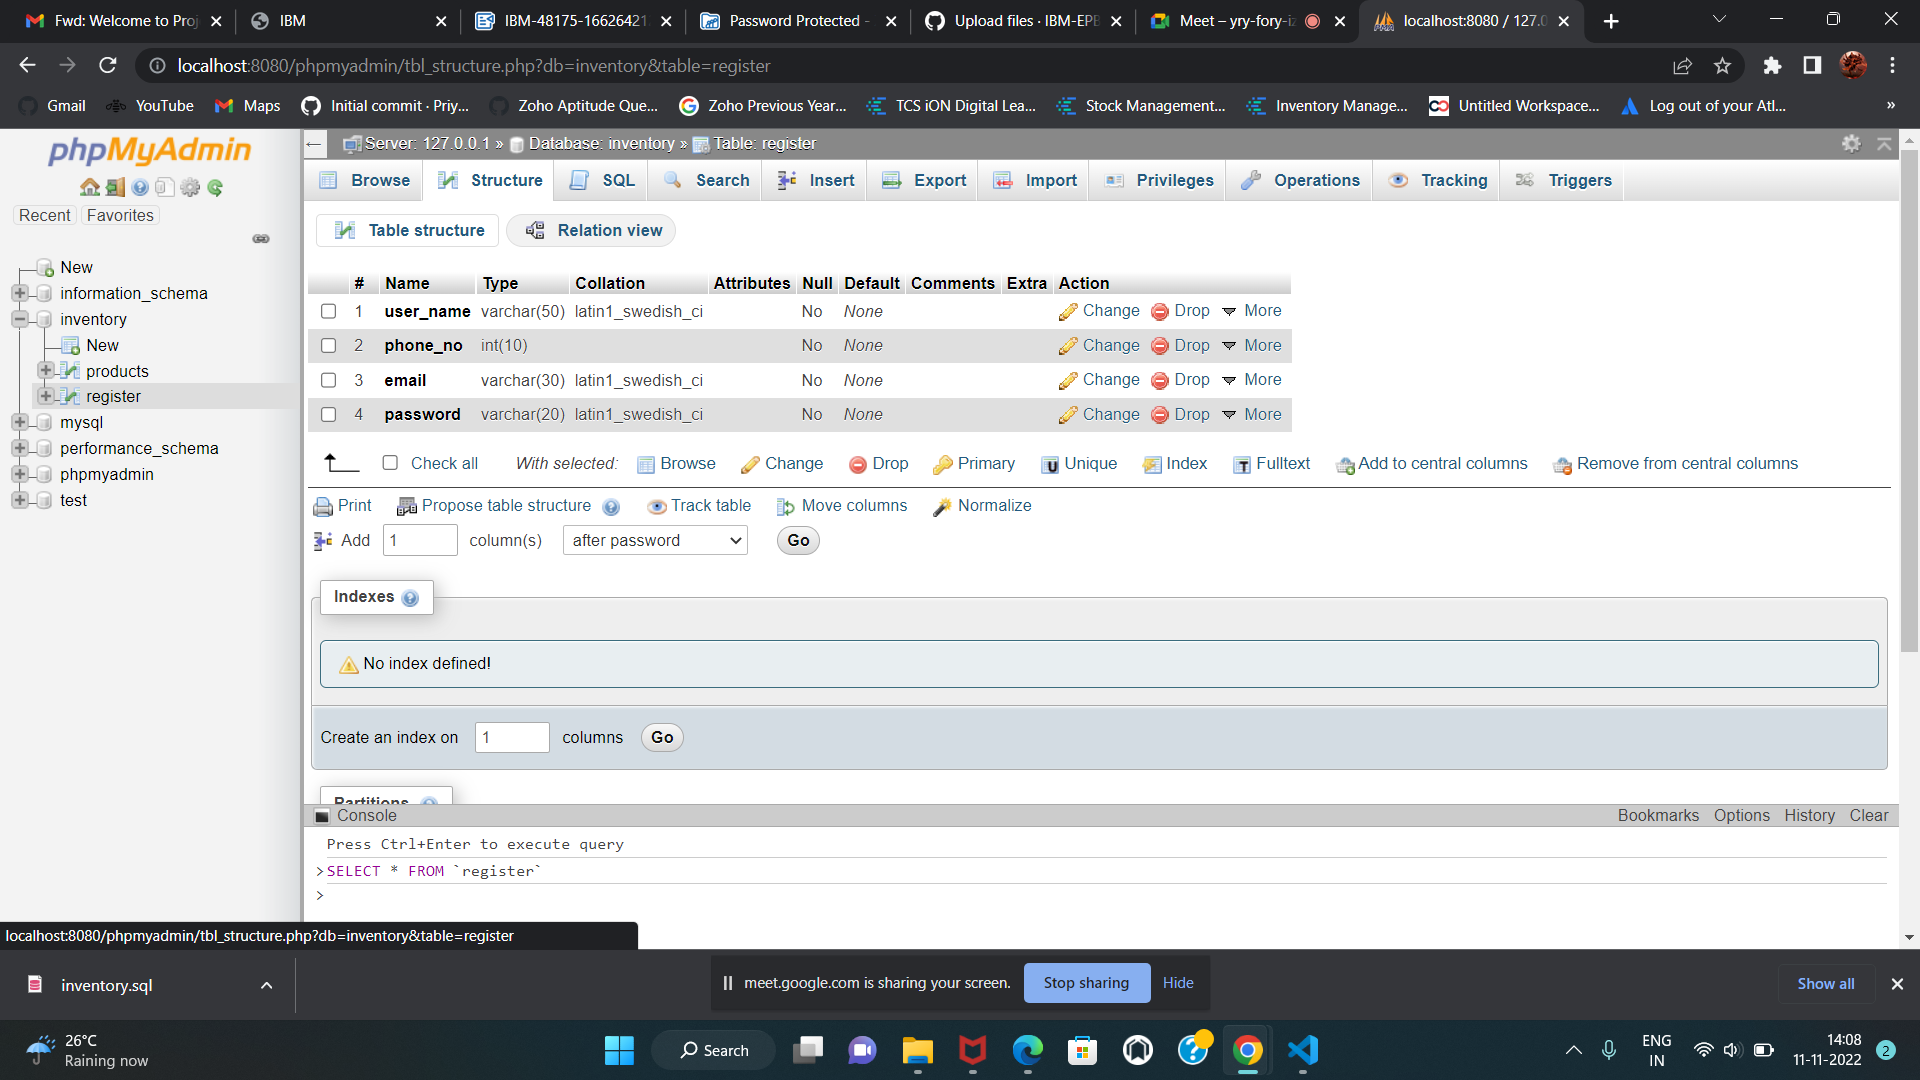 Fwd: Welcome to Proj
IBM
IBM-48175-16626421
Password Protected -
Upload files · IBM-EPB
Meet – yry-fory-iz
localhost:8080 / 127.0
localhost:8080/phpmyadmin/tbl_structure.php?db=inventory&table=register
Gmail
YouTube
Maps
Initial commit · Priy...
Zoho Aptitude Que...
Zoho Previous Year...
TCS iON Digital Lea...
Stock Management...
Inventory Manage...
Untitled Workspace...
Log out of your Atl...
»
phpMyAdmin
Recent Favorites
New
information_schema
inventory
New
products
register
mysql
performance_schema
phpmyadmin
test
Server: 127.0.0.1 » Database: inventory » Table: register
Browse Structure SQL Search Insert Export Import Privileges Operations Tracking Triggers
Table structure Relation view
# Name Type Collation Attributes Null Default Comments Extra Action
1 user_name varchar(50) latin1_swedish_ci No None Change Drop More
2 phone_no int(10) No None Change Drop More
3 email varchar(30) latin1_swedish_ci No None Change Drop More
4 password varchar(20) latin1_swedish_ci No None Change Drop More
Check all With selected: Browse Change Drop Primary Unique Index Fulltext Add to central columns Remove from central columns
Print Propose table structure Track table Move columns Normalize
Add 1 column(s) after password Go
Indexes
No index defined!
Create an index on 1 columns Go
Partitions
Console Bookmarks Options History Clear
Press Ctrl+Enter to execute query
>SELECT * FROM `register`
>
localhost:8080/phpmyadmin/tbl_structure.php?db=inventory&table=register
inventory.sql
meet.google.com is sharing your screen. Stop sharing Hide
Show all
26°C
Raining now
Search
ENG
IN
14:08
11-11-2022
2